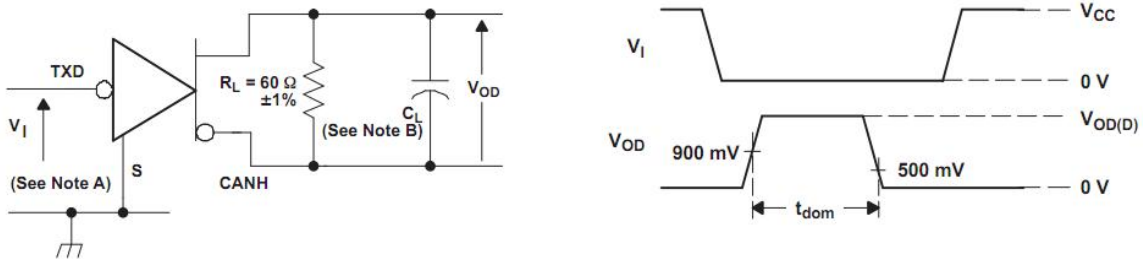 TXD
R_L = 60 Ω
±1%
V_OD
C_L
(See Note B)
V_I
(See Note A)
S
CANH
V_I
V_CC
0 V
V_OD
900 mV
V_OD(D)
500 mV
0 V
t_dom